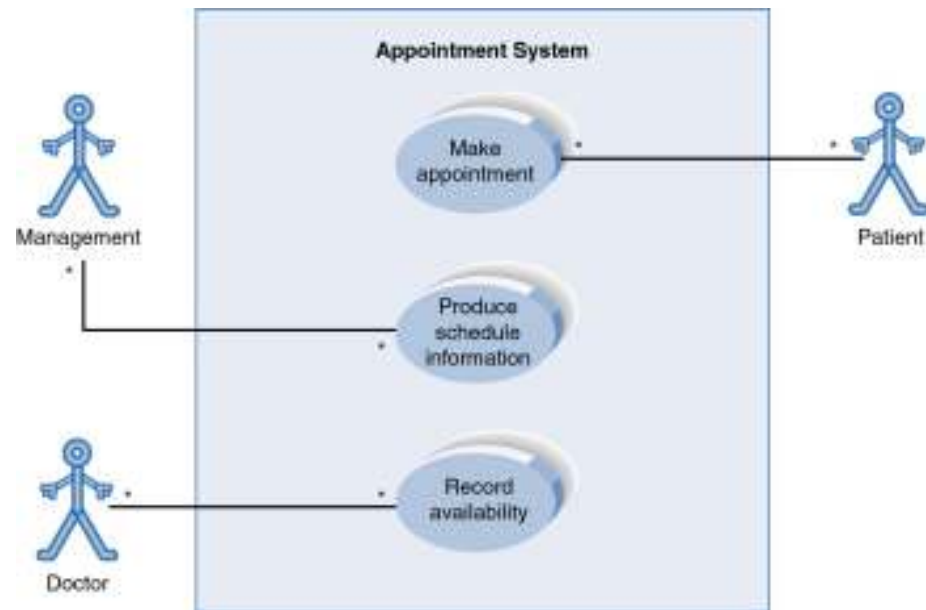 Appointment System
Make
appointment
*
*
Management
Patient
*
Produce
schedule
information
*
Record
availability
*
*
Doctor